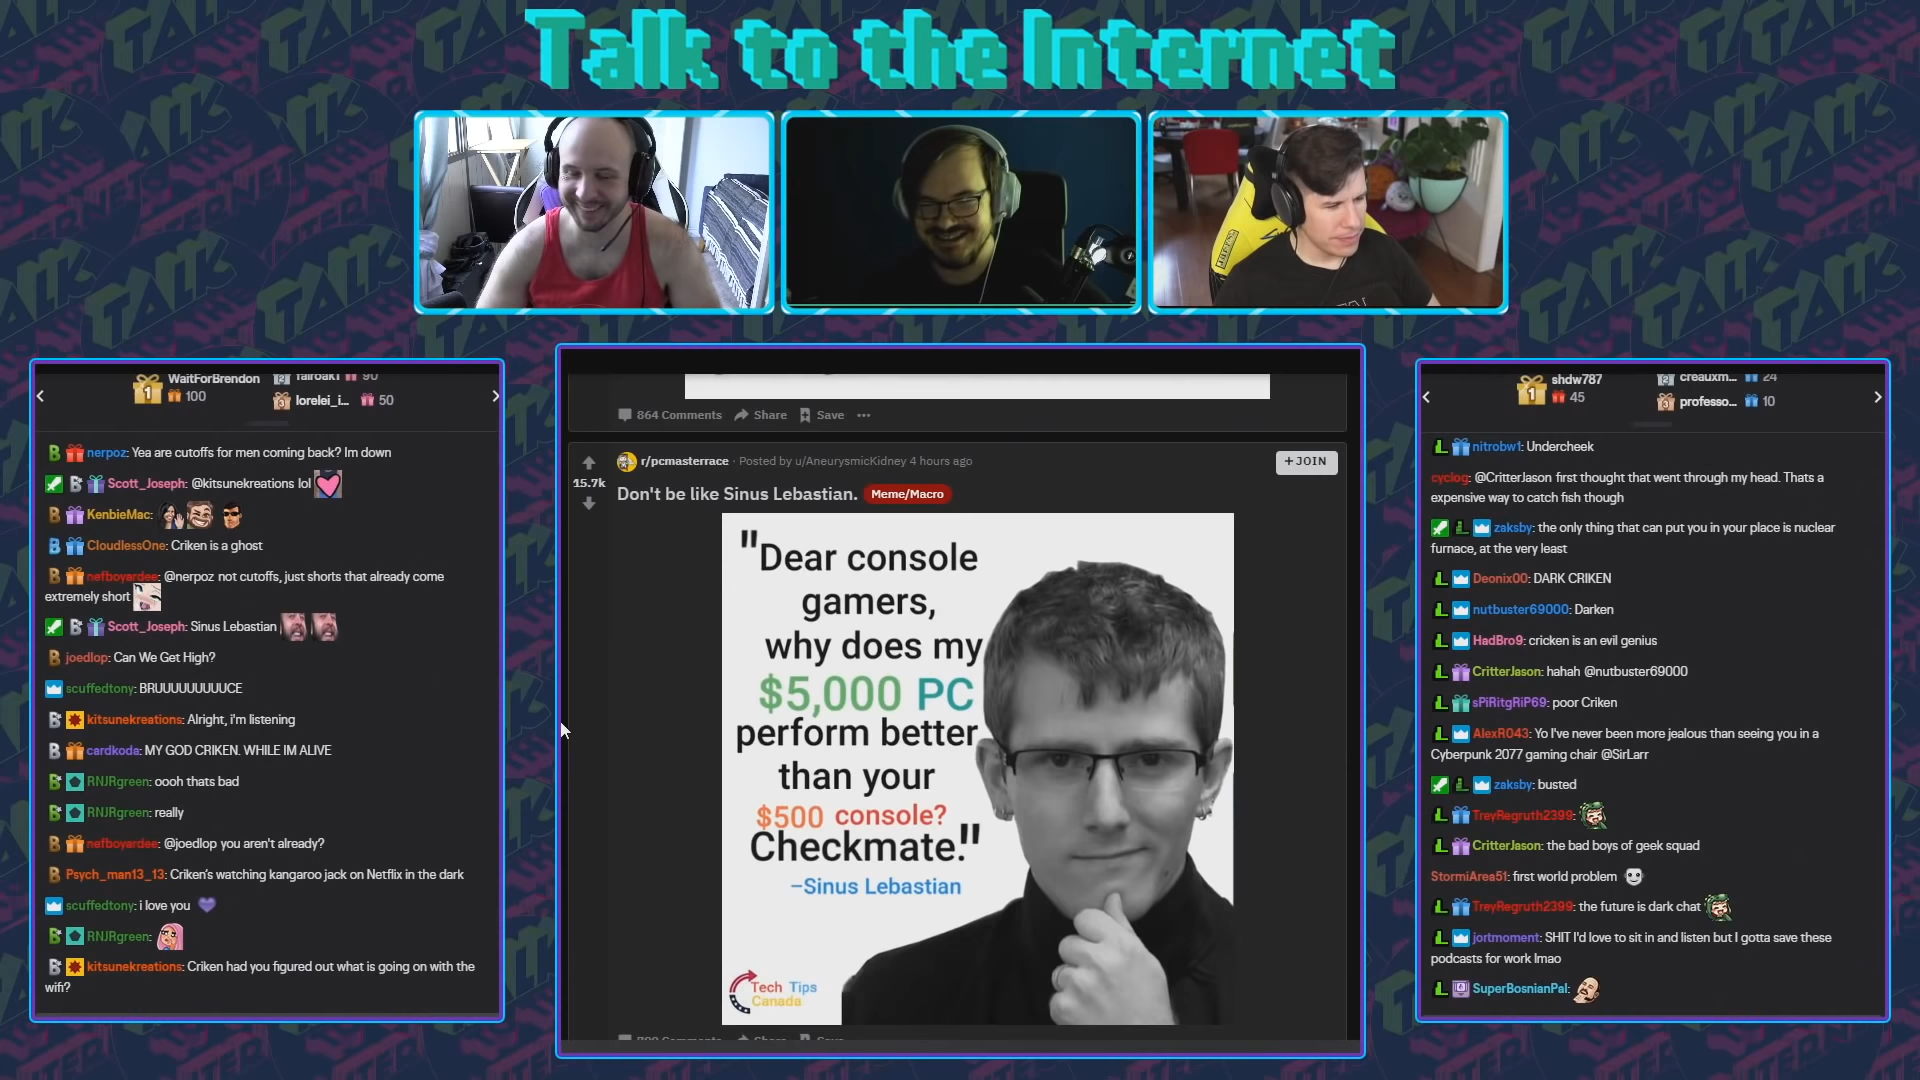 Talk to the Internet
WaitForBrendon
100
90
lorelei_i... 50
nerpoz: Yea are cutoffs for men coming back? Im down
Scott_Joseph: @kitsunekreations lol
KenbieMac:
CloudlessOne: Criken is a ghost
nefboyardee: @nerpoz not cutoffs, just shorts that already come
extremely short
Scott_Joseph: Sinus Lebastian
joedlop: Can We Get High?
scuffedtony: BRUUUUUUUUUCE
kitsunekreations: Alright, i'm listening
cardkoda: MY GOD CRIKEN. WHILE IM ALIVE
RNJRgreen: oooh thats bad
RNJRgreen: really
nefboyardee: @joedlop you aren't already?
Psych_man13_13: Criken's watching kangaroo jack on Netflix in the dark
scuffedtony: i love you
RNJRgreen:
kitsunekreations: Criken had you figured out what is going on with the
wifi?
864 Comments Share Save
r/pcmasterrace · Posted by u/AneurysmicKidney 4 hours ago
+ JOIN
15.7k
Don't be like Sinus Lebastian. Meme/Macro
"Dear console
gamers,
why does my
$5,000 PC
perform better
than your
$500 console?
Checkmate."
–Sinus Lebastian
Tech Tips
Canada
Comments Share Save
shdw787
45
creauxm... 24
professo... 10
nitrobw1: Undercheek
cyclog: @CritterJason first thought that went through my head. Thats a
expensive way to catch fish though
zaksby: the only thing that can put you in your place is nuclear
furnace, at the very least
Deonix00: DARK CRIKEN
nutbuster69000: Darken
HadBro9: cricken is an evil genius
CritterJason: hahah @nutbuster69000
sPiRitgRiP69: poor Criken
AlexR043: Yo I've never been more jealous than seeing you in a
Cyberpunk 2077 gaming chair @SirLarr
zaksby: busted
TreyRegruth2399:
CritterJason: the bad boys of geek squad
StormiArea51: first world problem
TreyRegruth2399: the future is dark chat
jortmoment: SHIT I'd love to sit in and listen but I gotta save these
podcasts for work lmao
SuperBosnianPal: